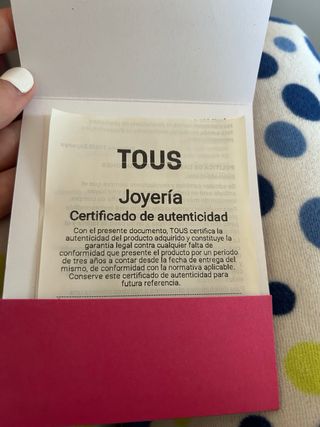 TOUS
Joyería
Certificado de autenticidad
Con el presente documento, TOUS certifica la
autenticidad del producto adquirido y constituye la
garantía legal contra cualquier falta de
conformidad que presente el producto por un periodo
de tres años a contar desde la fecha de entrega del
mismo, de conformidad con la normativa aplicable.
Conserve este certificado de autenticidad para
futura referencia.